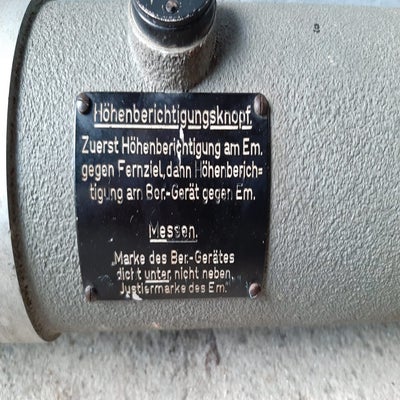 Höhenberichtigungsknopf.
Zuerst Höhenberichtigung am Em.
gegen Fernziel, dann Höhenberich=
tigung am Ber.-Gerät gegen Em.
Messen.
„Marke des Ber.-Gerätes
dicht unter, nicht neben,
Justiermarke des Em."